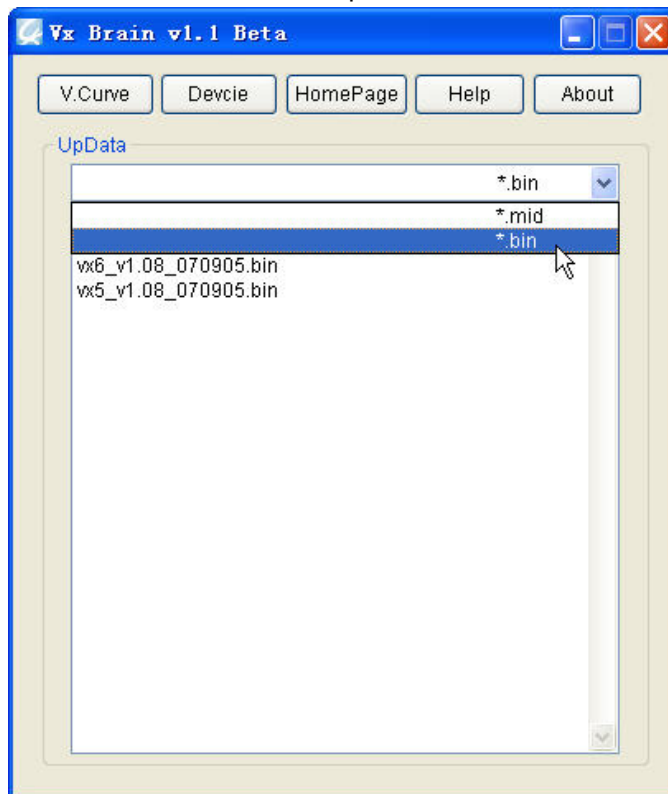 Vx Brain v1.1 Beta
V.Curve Devcie HomePage Help About
UpData
*.bin
*.mid
*.bin
vx6_v1.08_070905.bin
vx5_v1.08_070905.bin